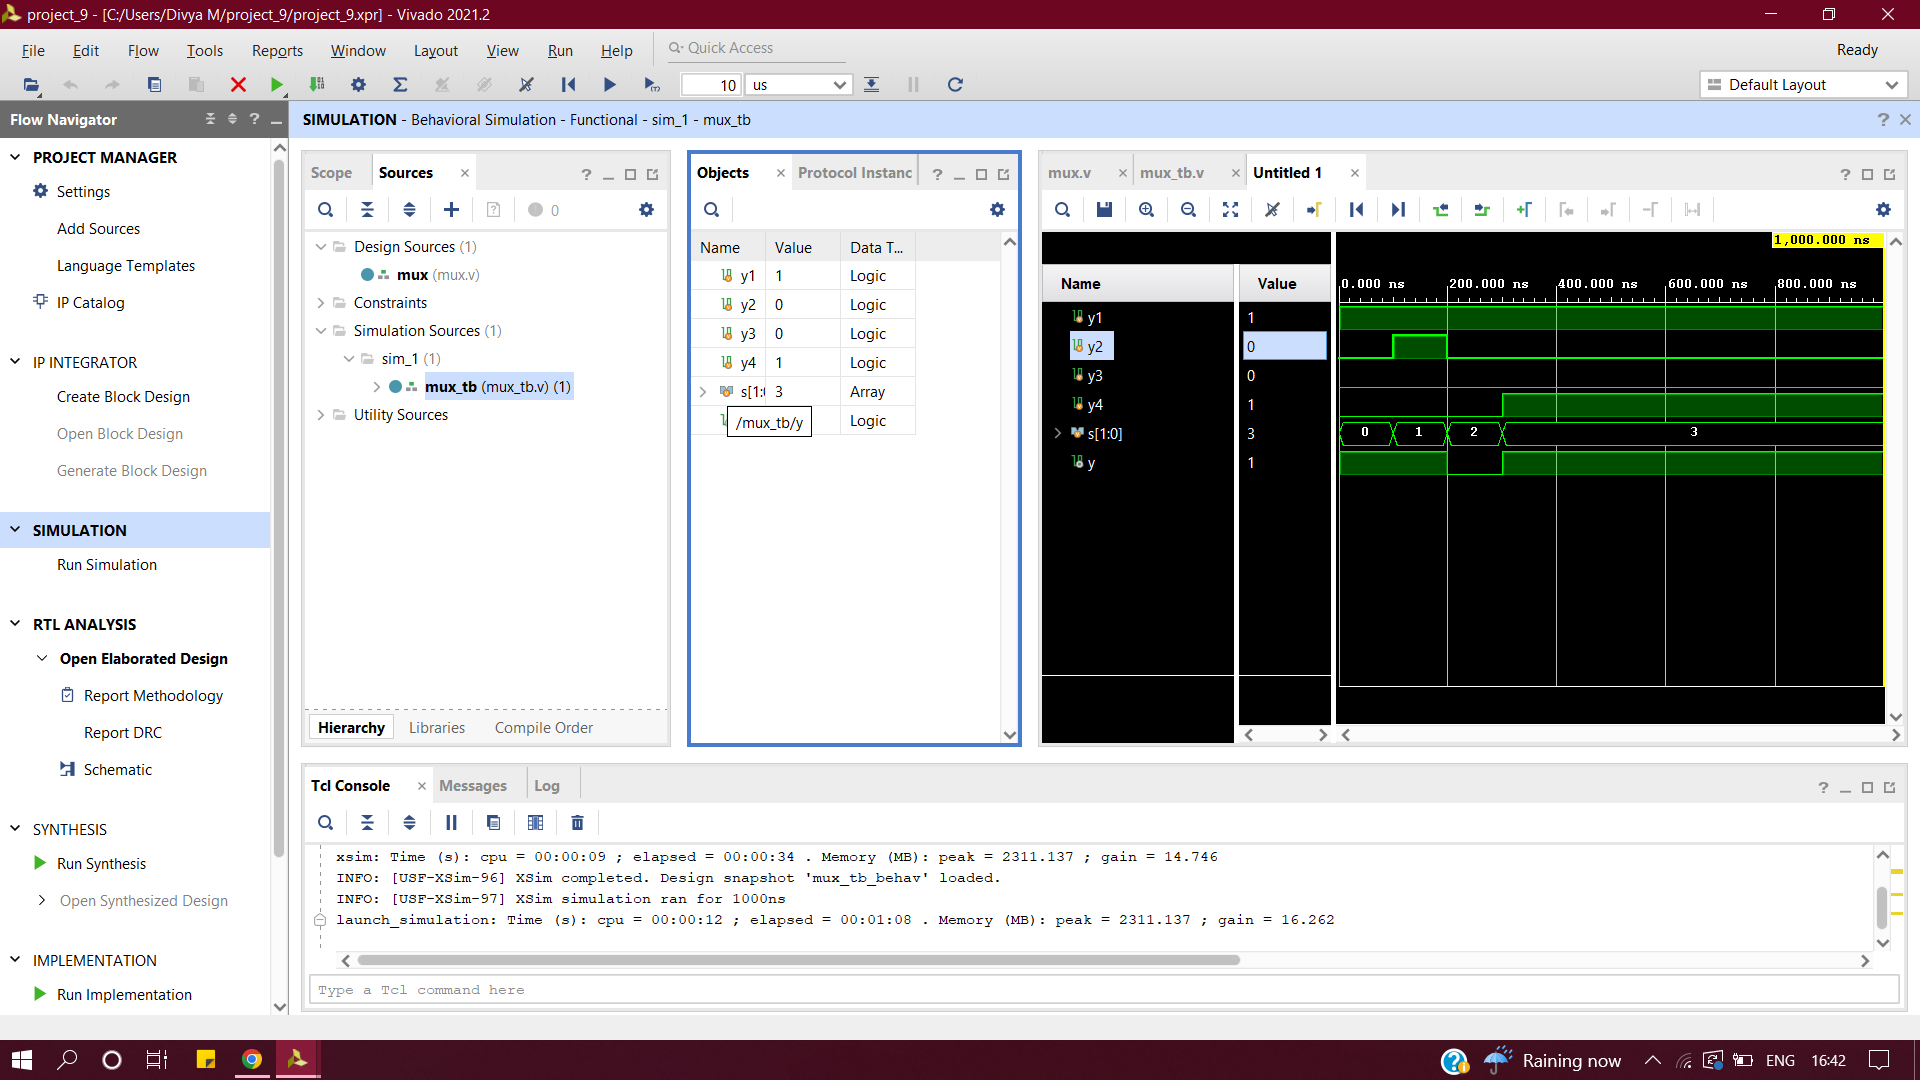 project_9 - [C:/Users/Divya M/project_9/project_9.xpr] - Vivado 2021.2
File Edit Flow Tools Reports Window Layout View Run Help
Quick Access
Ready
10 us
Default Layout
Flow Navigator
PROJECT MANAGER
Settings
Add Sources
Language Templates
IP Catalog
IP INTEGRATOR
Create Block Design
Open Block Design
Generate Block Design
SIMULATION
Run Simulation
RTL ANALYSIS
Open Elaborated Design
Report Methodology
Report DRC
Schematic
SYNTHESIS
Run Synthesis
Open Synthesized Design
IMPLEMENTATION
Run Implementation
SIMULATION - Behavioral Simulation - Functional - sim_1 - mux_tb
Scope Sources
0
Design Sources (1)
mux (mux.v)
Constraints
Simulation Sources (1)
sim_1 (1)
mux_tb (mux_tb.v) (1)
Utility Sources
Hierarchy Libraries Compile Order
Objects Protocol Instanc
Name Value Data T...
y1 1 Logic
y2 0 Logic
y3 0 Logic
y4 1 Logic
s[1:( 3 Array
/mux_tb/y Logic
mux.v mux_tb.v Untitled 1
1,000.000 ns
Name Value
0.000 ns 200.000 ns 400.000 ns 600.000 ns 800.000 ns
y1 1
y2 0
y3 0
y4 1
s[1:0] 3 0 1 2 3
y 1
Tcl Console Messages Log
xsim: Time (s): cpu = 00:00:09 ; elapsed = 00:00:34 . Memory (MB): peak = 2311.137 ; gain = 14.746
INFO: [USF-XSim-96] XSim completed. Design snapshot 'mux_tb_behav' loaded.
INFO: [USF-XSim-97] XSim simulation ran for 1000ns
launch_simulation: Time (s): cpu = 00:00:12 ; elapsed = 00:01:08 . Memory (MB): peak = 2311.137 ; gain = 16.262
Type a Tcl command here
Raining now ENG 16:42